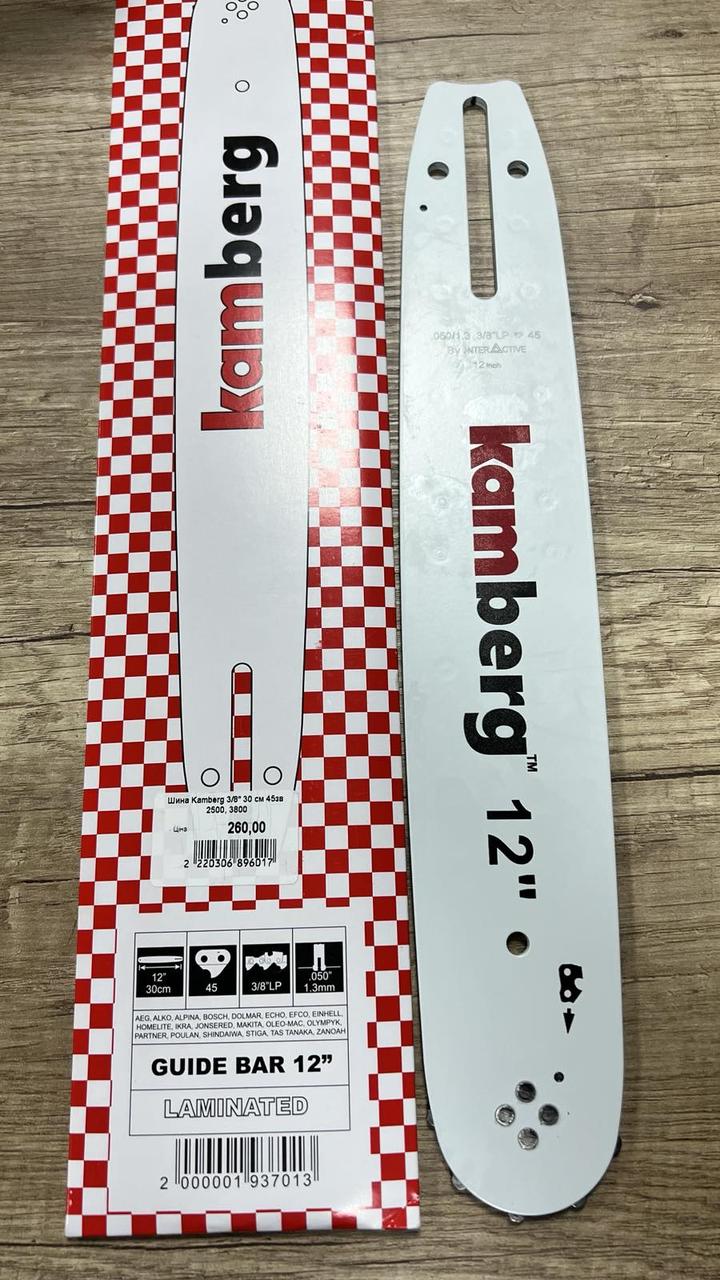 kamberg
Шина Kamberg 3/8" 30 см 45зв
2500, 3800
Ціна 260,00
2 220306 896017
12"
30cm
45
3/8"LP
.050"
1.3mm
AEG, ALKO, ALPINA, BOSCH, DOLMAR, ECHO, EFCO, EINHELL,
HOMELITE, IKRA, JONSERED, MAKITA, OLEO-MAC, OLYMPYK,
PARTNER, POULAN, SHINDAIWA, STIGA, TAS TANAKA, ZANOAH
GUIDE BAR 12”
LAMINATED
2 000001 937013
.050/1.3 3/8"LP 45
By INTERACTIVE
12 inch
kamberg™ 12"